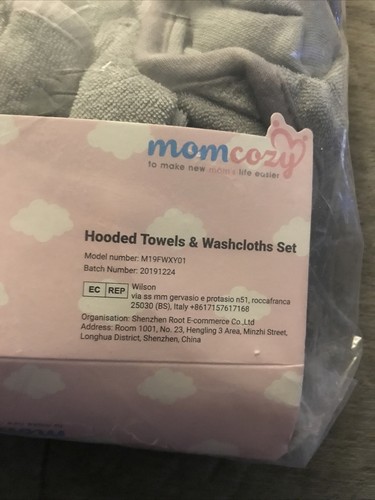 momcozy
to make new mom's life easier
Hooded Towels & Washcloths Set
Model number: M19FWXY01
Batch Number: 20191224
EC REP Wilson
via ss mm gervasio e protasio n51, roccafranca
25030 (BS), Italy +8617157617168
Organisation: Shenzhen Root E-commerce Co.,Ltd
Address: Room 1001, No. 23, Hengling 3 Area, Minzhi Street,
Longhua District, Shenzhen, China